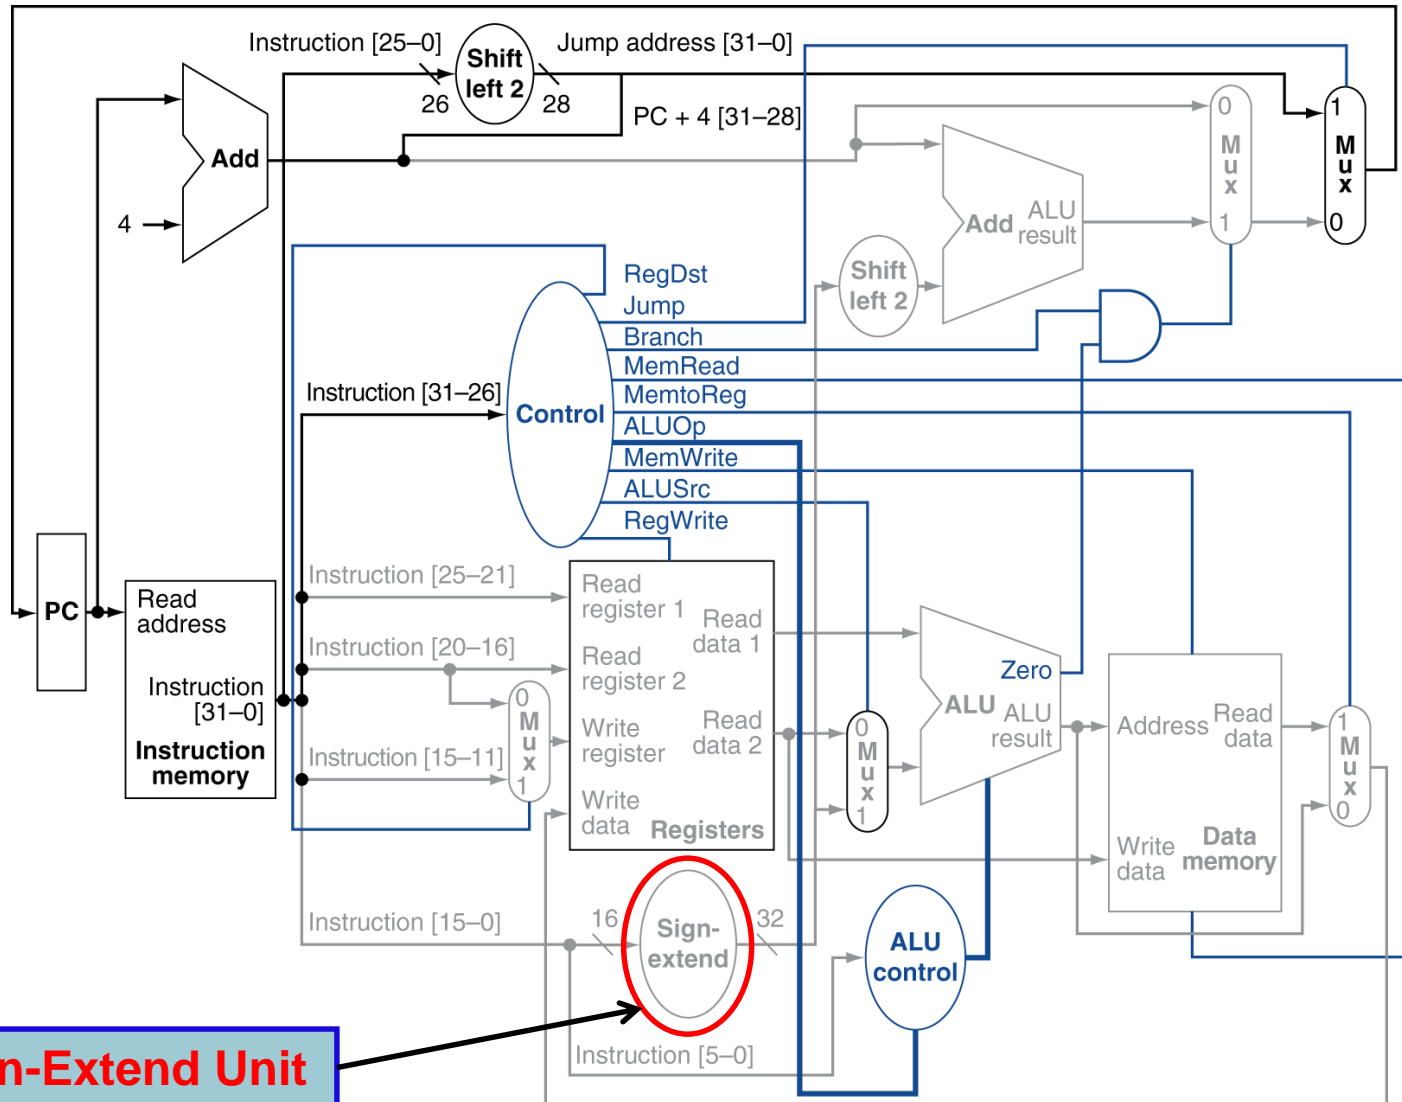 Instruction [25–0]
Shift
left 2
Jump address [31–0]
26
28
PC + 4 [31–28]
Add
4
0
M
u
x
1
1
M
u
x
0
Add
ALU
result
Shift
left 2
RegDst
Jump
Branch
MemRead
MemtoReg
ALUOp
MemWrite
ALUSrc
RegWrite
Instruction [31–26]
Control
PC
Read
address
Instruction
[31–0]
Instruction
memory
Instruction [25–21]
Instruction [20–16]
Instruction [15–11]
0
M
u
x
1
Read
register 1
Read
register 2
Write
register
Write
data
Read
data 1
Read
data 2
Registers
0
M
u
x
1
Zero
ALU
ALU
result
Address
Read
data
Write
data
Data
memory
1
M
u
x
0
Instruction [15–0]
16
Sign-
extend
32
ALU
control
Instruction [5–0]
n-Extend Unit